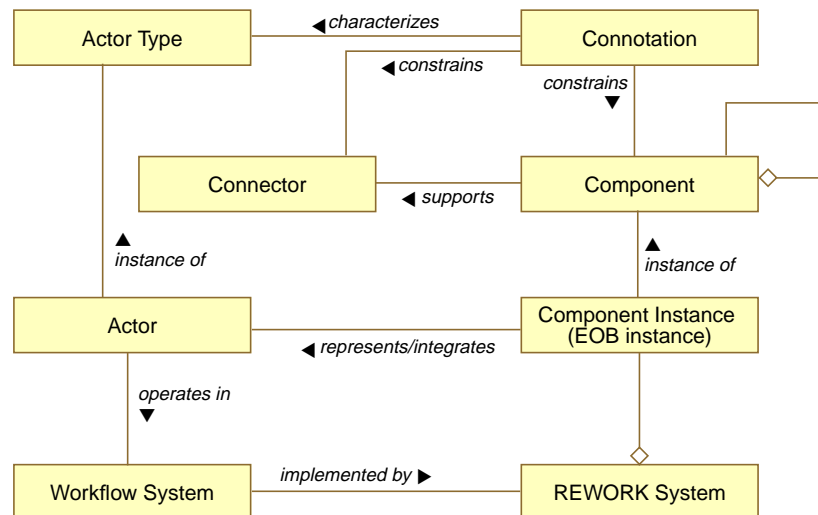 Actor Type
characterizes
Connotation
constrains
constrains
Connector
supports
Component
instance of
instance of
Actor
represents/integrates
Component Instance
(EOB instance)
operates in
Workflow System
implemented by
REWORK System